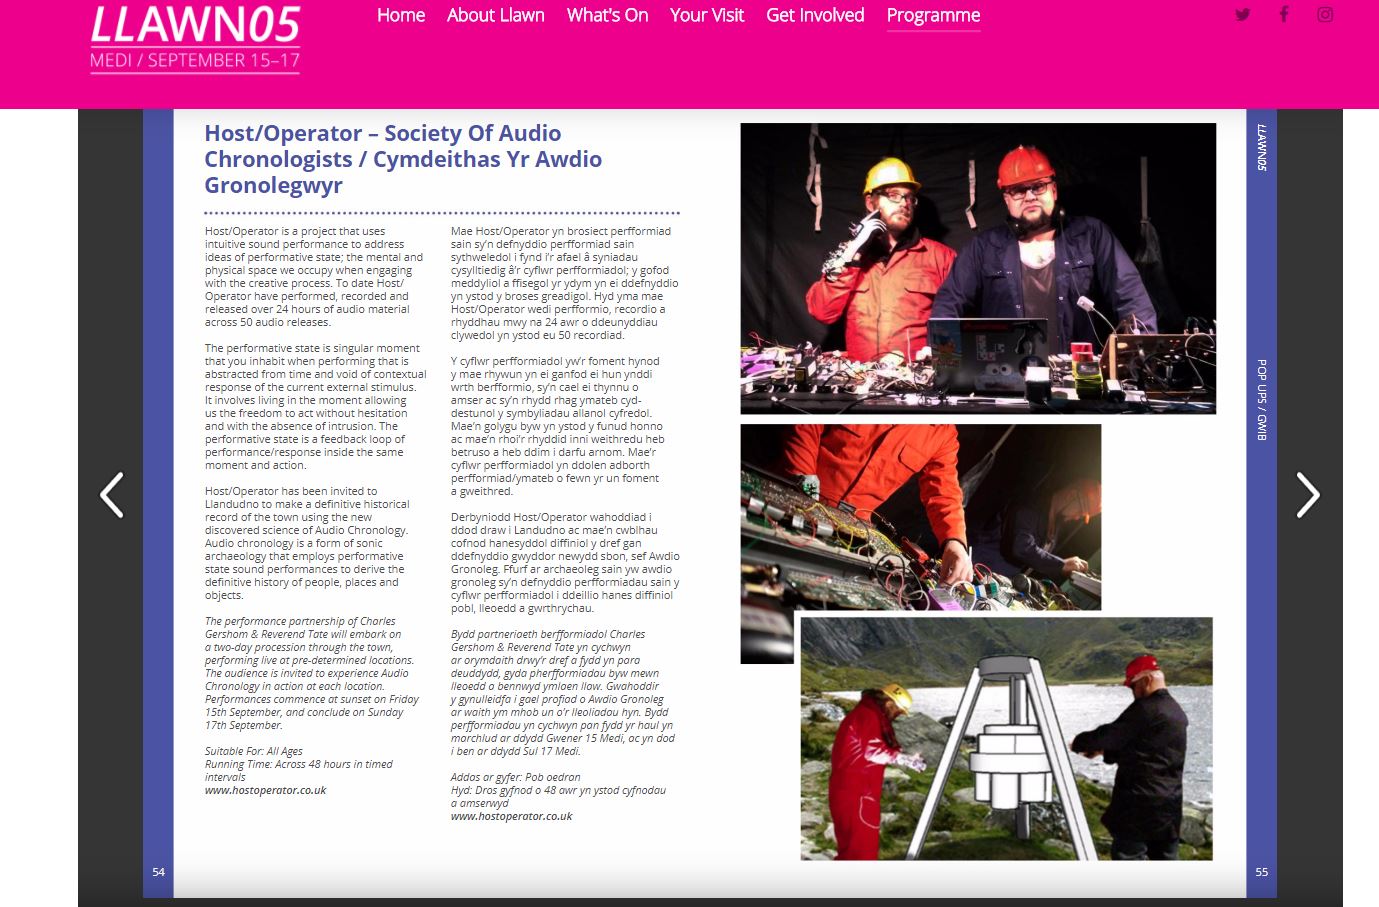 LLAWN05
MEDI / SEPTEMBER 15–17
Home About Llawn What's On Your Visit Get Involved Programme
Host/Operator – Society Of Audio
Chronologists / Cymdeithas Yr Awdio
Gronolegwyr
Host/Operator is a project that uses
intuitive sound performance to address
ideas of performative state; the mental and
physical space we occupy when engaging
with the creative process. To date Host/
Operator have performed, recorded and
released over 24 hours of audio material
across 50 audio releases.
The performative state is singular moment
that you inhabit when performing that is
abstracted from time and void of contextual
response of the current external stimulus.
It involves living in the moment allowing
us the freedom to act without hesitation
and with the absence of intrusion. The
performative state is a feedback loop of
performance/response inside the same
moment and action.
Host/Operator has been invited to
Llandudno to make a definitive historical
record of the town using the new
discovered science of Audio Chronology.
Audio chronology is a form of sonic
archaeology that employs performative
state sound performances to derive the
definitive history of people, places and
objects.
The performance partnership of Charles
Gershom & Reverend Tate will embark on
a two-day procession through the town,
performing live at pre-determined locations.
The audience is invited to experience Audio
Chronology in action at each location.
Performances commence at sunset on Friday
15th September, and conclude on Sunday
17th September.
Suitable For: All Ages
Running Time: Across 48 hours in timed
intervals
www.hostoperator.co.uk
Mae Host/Operator yn brosiect perfformiad
sain sy'n defnyddio perfformiad sain
sythweledol i fynd i'r afael â syniadau
cysylltiedig â'r cyflwr perfformiadol; y gofod
meddyliol a ffisegol yr ydym yn ei ddefnyddio
yn ystod y broses greadigol. Hyd yma mae
Host/Operator wedi perfformio, recordio a
rhyddhau mwy na 24 awr o ddeunyddiau
clywedol yn ystod eu 50 recordiad.
Y cyflwr perfformiadol yw'r foment hynod
y mae rhywun yn ei ganfod ei hun ynddi
wrth berfformio, sy'n cael ei thynnu o
amser ac sy'n rhydd rhag ymateb cyd-
destunol y symbyliadau allanol cyfredol.
Mae'n golygu byw yn ystod y funud honno
ac mae'n rhoi'r rhyddid inni weithredu heb
betruso a heb ddim i darfu arnom. Mae'r
cyflwr perfformiadol yn ddolen adborth
perfformiad/ymateb o fewn yr un foment
a gweithred.
Derbyniodd Host/Operator wahoddiad i
ddod draw i Landudno ac mae'n cwblhau
cofnod hanesyddol diffiniol y dref gan
ddefnyddio gwyddor newydd sbon, sef Awdio
Gronoleg. Ffurf ar archaeoleg sain yw awdio
gronoleg sy'n defnyddio perfformiadau sain y
cyflwr perfformiadol i ddeillio hanes diffiniol
pobl, lleoedd a gwrthrychau.
Bydd partneriaeth berfformiadol Charles
Gershom & Reverend Tate yn cychwyn
ar orymdaith drwy'r dref a fydd yn para
deuddydd, gyda pherfformiadau byw mewn
lleoedd a bennwyd ymlaen llaw. Gwahoddir
y gynulleidfa i gael profiad o Awdio Gronoleg
ar waith ym mhob un o'r lleoliadau hyn. Bydd
perfformiadau yn cychwyn pan fydd yr haul yn
machlud ar ddydd Gwener 15 Medi, ac yn dod
i ben ar ddydd Sul 17 Medi.
Addas ar gyfer: Pob oedran
Hyd: Dros gyfnod o 48 awr yn ystod cyfnodau
a amserwyd
www.hostoperator.co.uk
LLAWN05
POP UPS / GWIB
54
55